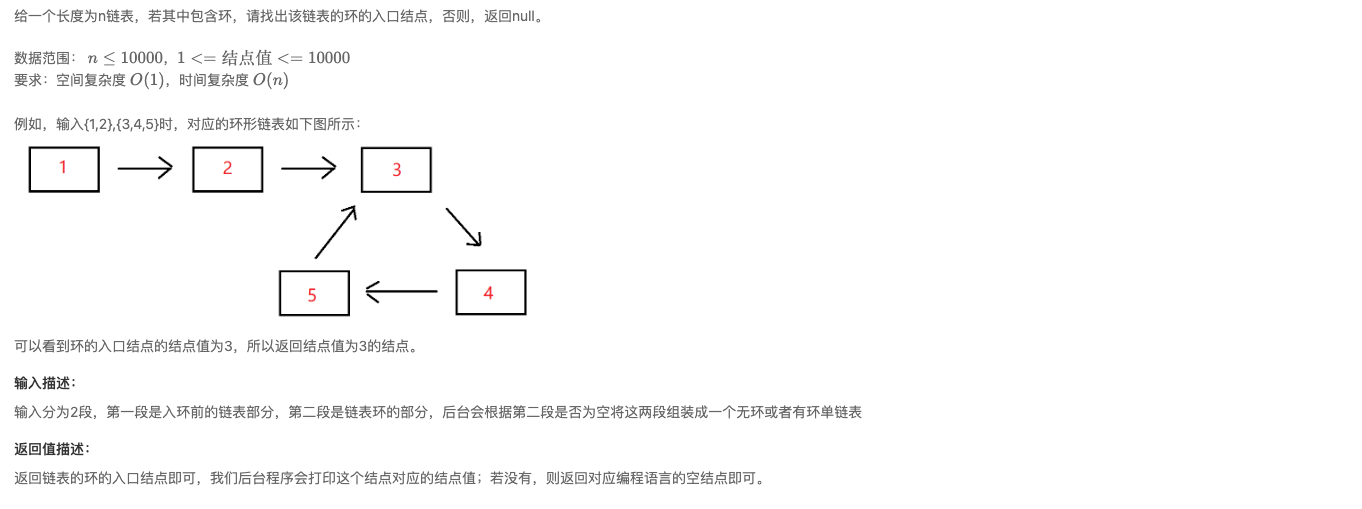 给一个长度为n链表，若其中包含环，请找出该链表的环的入口结点，否则，返回null。
数据范围： n ≤ 10000，1 <= 结点值 <= 10000
要求：空间复杂度 O(1)，时间复杂度 O(n)
例如，输入{1,2},{3,4,5}时，对应的环形链表如下图所示：
1 2 3
5 4
可以看到环的入口结点的结点值为3，所以返回结点值为3的结点。
输入描述：
输入分为2段，第一段是入环前的链表部分，第二段是链表环的部分，后台会根据第二段是否为空将这两段组装成一个无环或者有环单链表
返回值描述：
返回链表的环的入口结点即可，我们后台程序会打印这个结点对应的结点值；若没有，则返回对应编程语言的空结点即可。